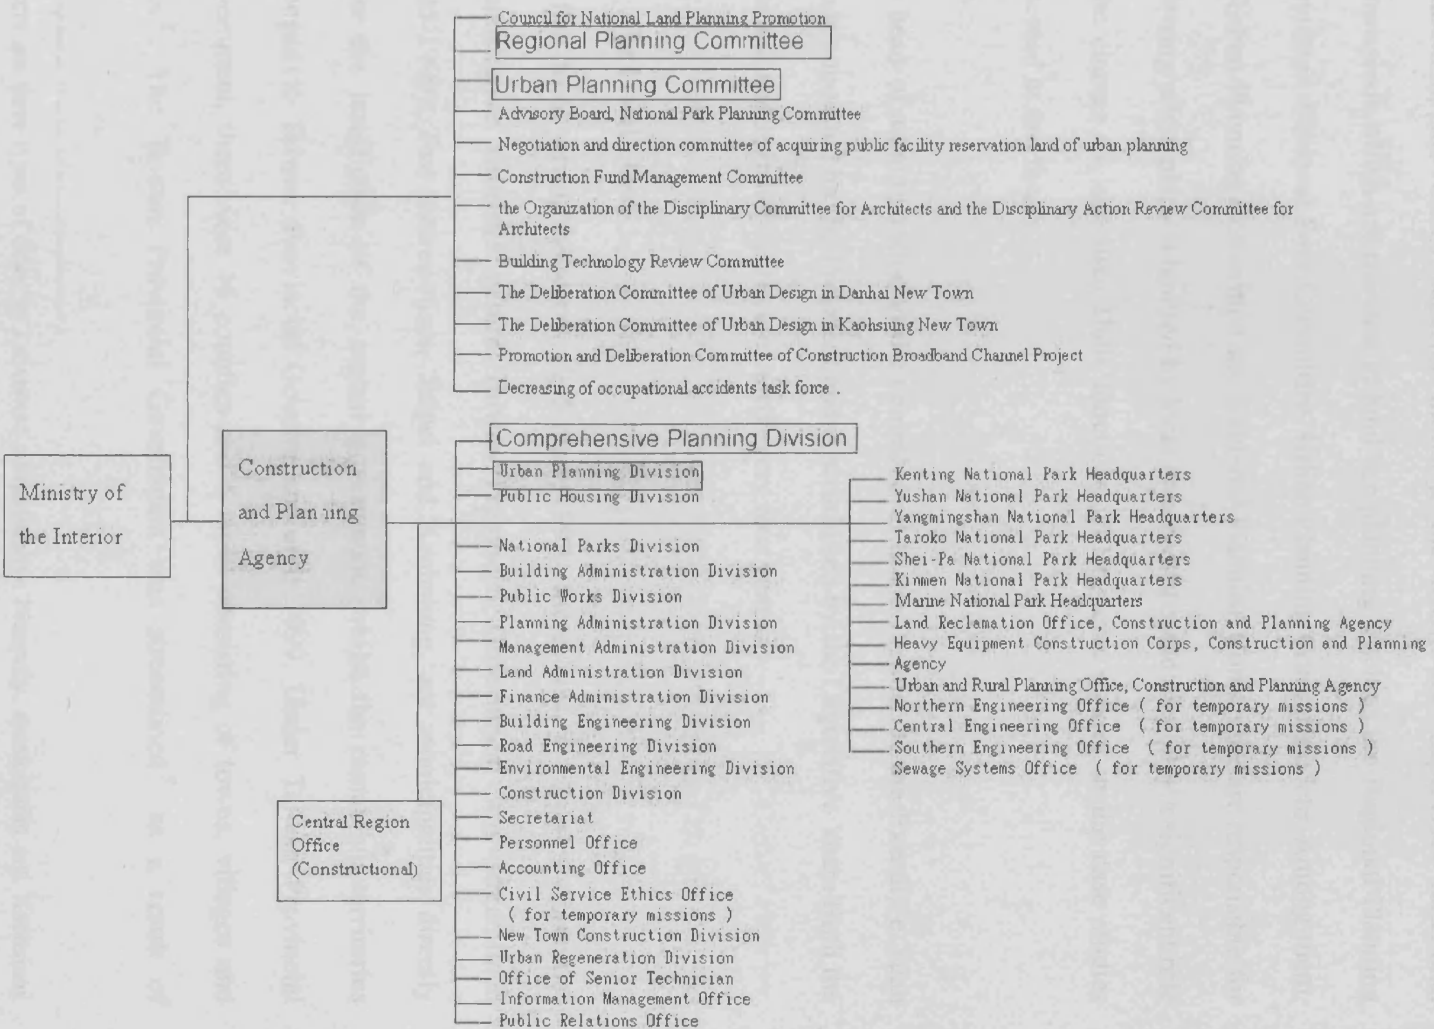 Council for National Land Planning Promotion
Regional Planning Committee
Urban Planning Committee
Advisory Board, National Park Planning Committee
Negotiation and direction committee of acquiring public facility reservation land of urban planning
Construction Fund Management Committee
the Organization of the Disciplinary Committee for Architects and the Disciplinary Action Review Committee for
Architects
Building Technology Review Committee
The Deliberation Committee of Urban Design in Danhai New Town
The Deliberation Committee of Urban Design in Kaohsiung New Town
Promotion and Deliberation Committee of Construction Broadband Channel Project
Decreasing of occupational accidents task force .
Ministry of
the Interior
Construction
and Planning
Agency
Central Region
Office
(Constructional)
Comprehensive Planning Division
Urban Planning Division
Public Housing Division
National Parks Division
Building Administration Division
Public Works Division
Planning Administration Division
Management Administration Division
Land Administration Division
Finance Administration Division
Building Engineering Division
Road Engineering Division
Environmental Engineering Division
Construction Division
Secretariat
Personnel Office
Accounting Office
Civil Service Ethics Office
( for temporary missions )
New Town Construction Division
Urban Regeneration Division
Office of Senior Technician
Information Management Office
Public Relations Office
Kenting National Park Headquarters
Yushan National Park Headquarters
Yangmingshan National Park Headquarters
Taroko National Park Headquarters
Shei-Pa National Park Headquarters
Kinmen National Park Headquarters
Marine National Park Headquarters
Land Reclamation Office, Construction and Planning Agency
Heavy Equipment Construction Corps, Construction and Planning
Agency
Urban and Rural Planning Office, Construction and Planning Agency
Northern Engineering Office ( for temporary missions )
Central Engineering Office ( for temporary missions )
Southern Engineering Office ( for temporary missions )
Sewage Systems Office ( for temporary missions )